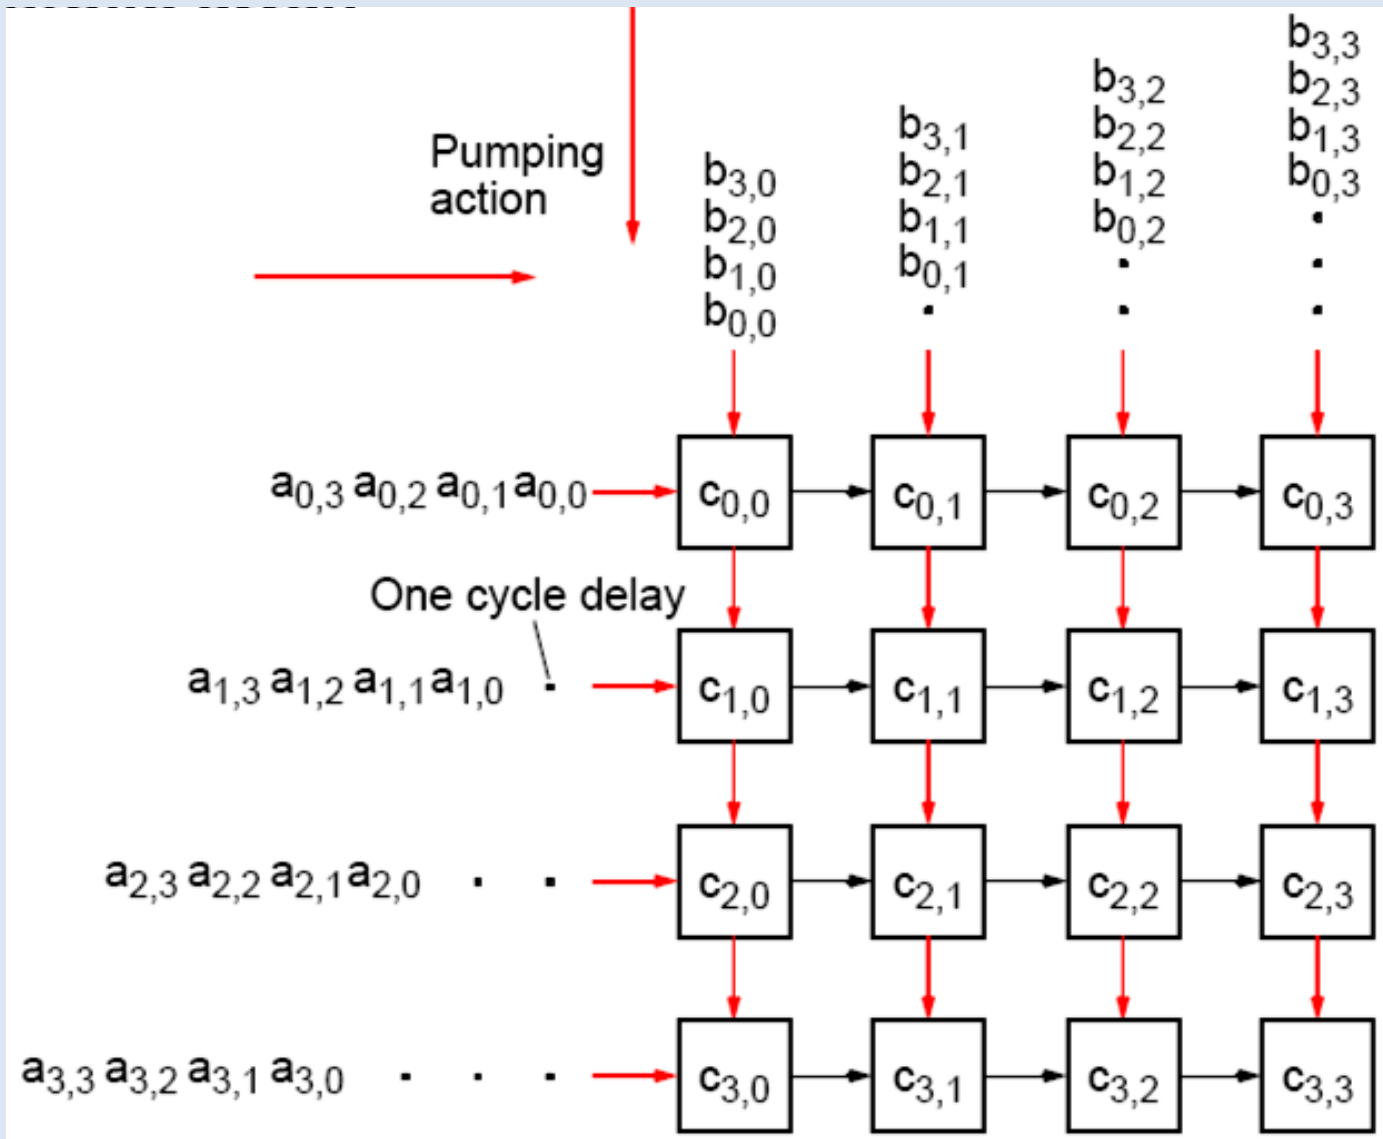 Pumping
action
b3,0
b2,0
b1,0
b0,0
b3,1
b2,1
b1,1
b0,1
.
b3,2
b2,2
b1,2
b0,2
.
.
b3,3
b2,3
b1,3
b0,3
.
.
.
a0,3 a0,2 a0,1 a0,0
c0,0
c0,1
c0,2
c0,3
One cycle delay
a1,3 a1,2 a1,1 a1,0 .
c1,0
c1,1
c1,2
c1,3
a2,3 a2,2 a2,1 a2,0 . .
c2,0
c2,1
c2,2
c2,3
a3,3 a3,2 a3,1 a3,0 . . .
c3,0
c3,1
c3,2
c3,3